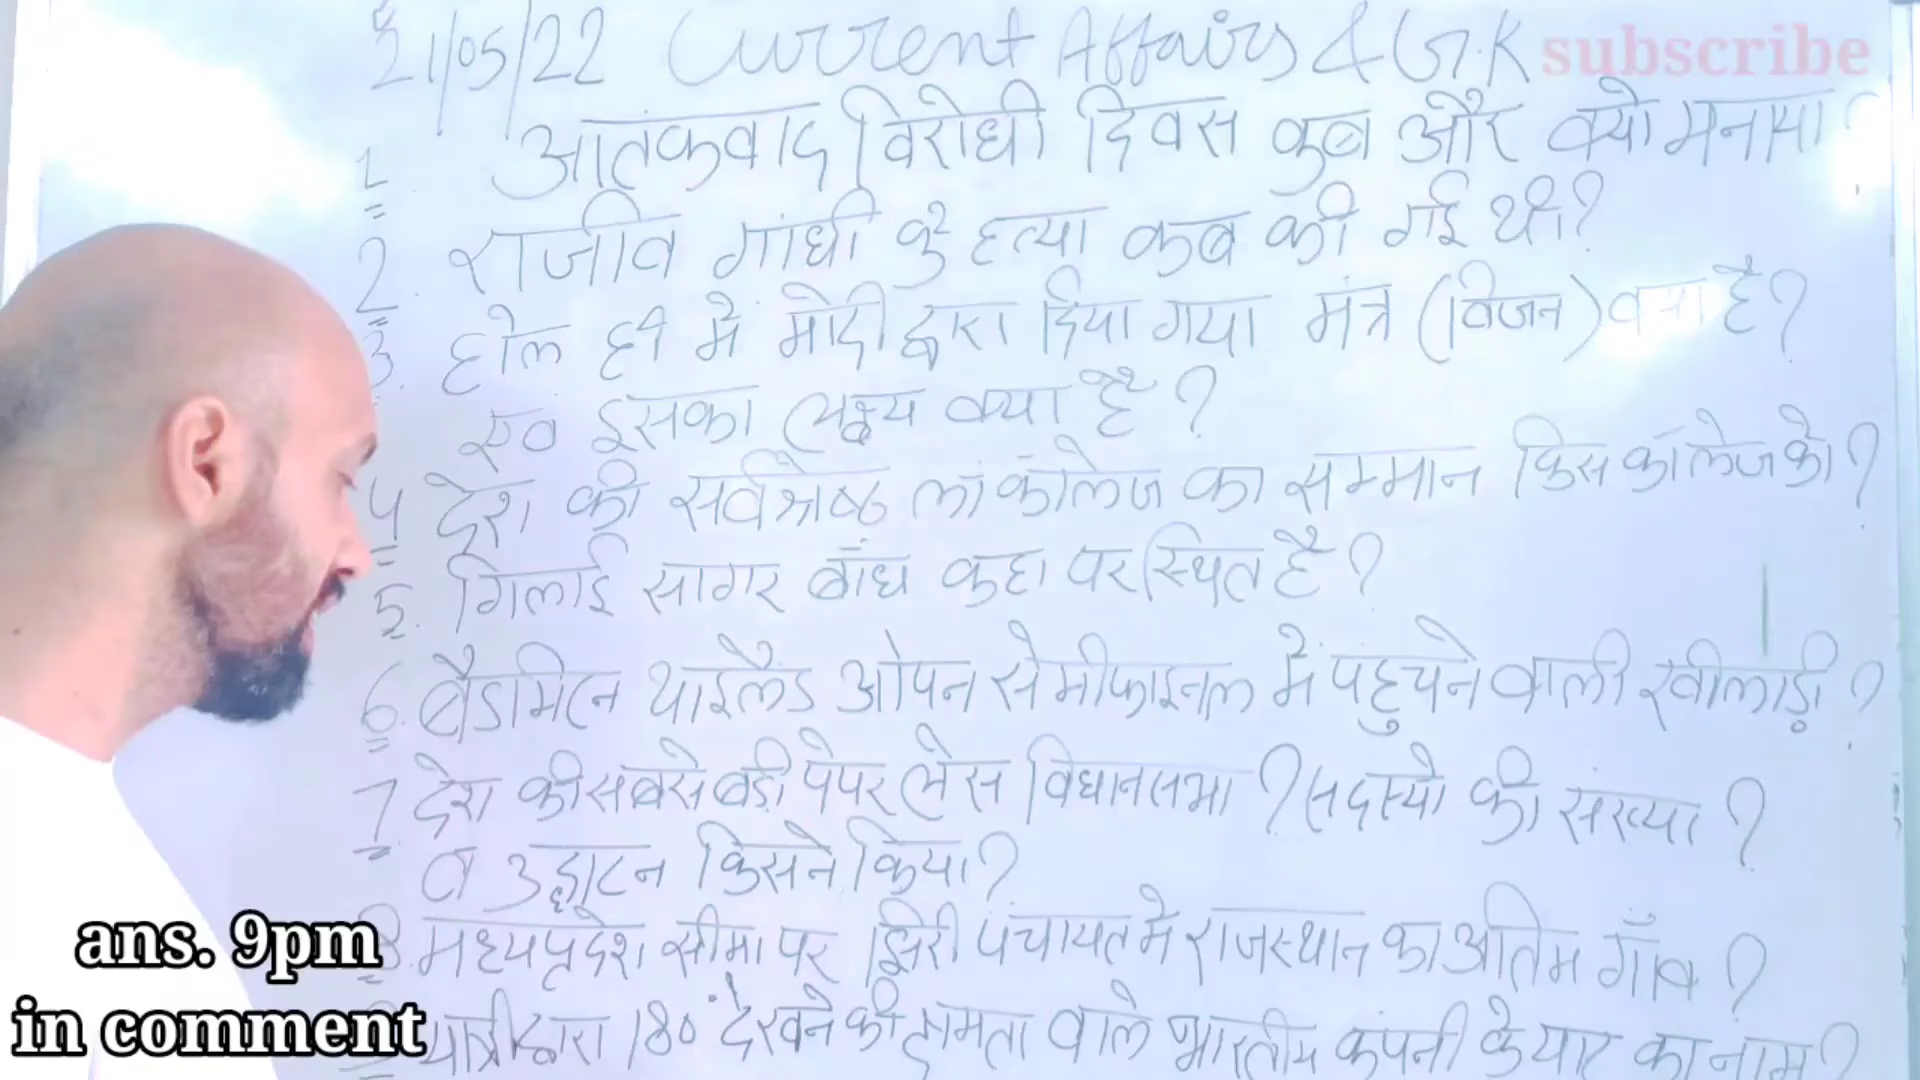 21/05/22 Current Affairs & G.K subscribe
1 आतंकवाद विरोधी दिवस कब और क्यो मनाया
2. राजीव गांधी की हत्या कब की गई थी?
3. में मोदी द्वारा दिया गया मंत्र (विजन) क्या है?
एवं इसका लक्ष्य क्या है?
4 देश की सर्वश्रेष्ठ लॉ कॉलेज का सम्मान किस कॉलेज को?
5. गिलाई सागर बाँध कहा पर स्थित है?
6. बैडमिटन थाईलैंड ओपन सेमीफाइनल में पंहुचने वाली खीलाड़ी?
7 देश की सबसे बड़ी पेपर लेस विधानसभा? सदस्यो की संख्या?
व उद्घाटन किसने किया?
8. मध्यप्रदेश सीमा पर झिरी पंचायत मे राजस्थान का अंतिम गाँव?
यात्री द्वारा 180° देखने की क्षमता वाले भारतीय कंपनी के का नाम?
ans. 9pm
in comment